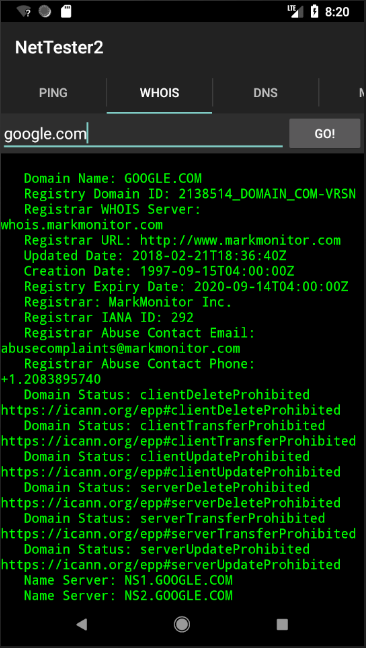 LTE 8:20
NetTester2
PING WHOIS DNS
google.com GO!
Domain Name: GOOGLE.COM
Registry Domain ID: 2138514_DOMAIN_COM-VRSN
Registrar WHOIS Server:
whois.markmonitor.com
Registrar URL: http://www.markmonitor.com
Updated Date: 2018-02-21T18:36:40Z
Creation Date: 1997-09-15T04:00:00Z
Registry Expiry Date: 2020-09-14T04:00:00Z
Registrar: MarkMonitor Inc.
Registrar IANA ID: 292
Registrar Abuse Contact Email:
abusecomplaints@markmonitor.com
Registrar Abuse Contact Phone:
+1.2083895740
Domain Status: clientDeleteProhibited
https://icann.org/epp#clientDeleteProhibited
Domain Status: clientTransferProhibited
https://icann.org/epp#clientTransferProhibited
Domain Status: clientUpdateProhibited
https://icann.org/epp#clientUpdateProhibited
Domain Status: serverDeleteProhibited
https://icann.org/epp#serverDeleteProhibited
Domain Status: serverTransferProhibited
https://icann.org/epp#serverTransferProhibited
Domain Status: serverUpdateProhibited
https://icann.org/epp#serverUpdateProhibited
Name Server: NS1.GOOGLE.COM
Name Server: NS2.GOOGLE.COM